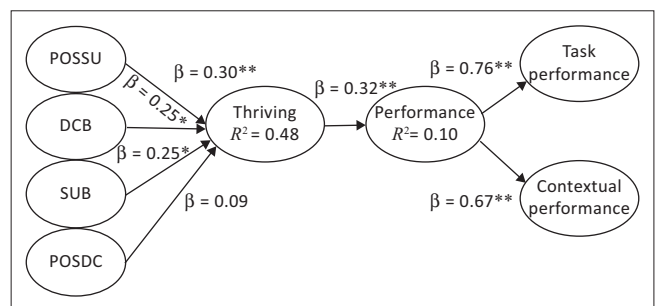 POSSU
β = 0.30**
β = 0.25*
DCB
β = 0.25*
SUB
β = 0.09
POSDC
Thriving
R² = 0.48
β = 0.32**
Performance
R²= 0.10
β = 0.76**
Task
performance
β = 0.67**
Contextual
performance